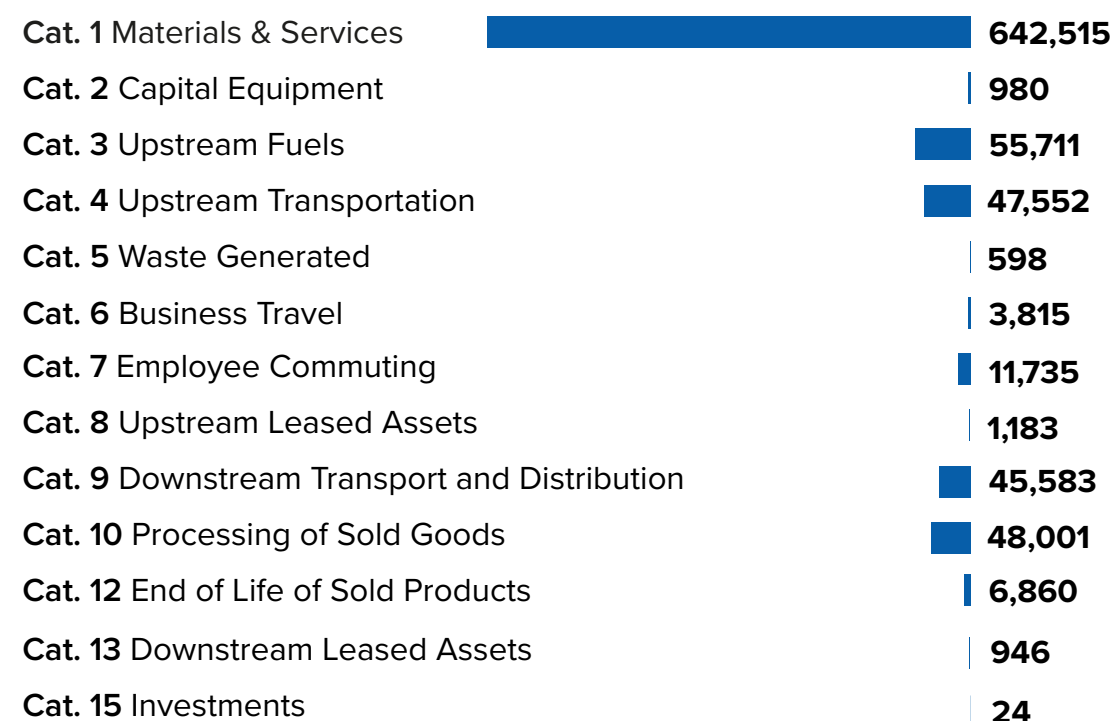 Cat. 1 Materials & Services 642,515
Cat. 2 Capital Equipment 980
Cat. 3 Upstream Fuels 55,711
Cat. 4 Upstream Transportation 47,552
Cat. 5 Waste Generated 598
Cat. 6 Business Travel 3,815
Cat. 7 Employee Commuting 11,735
Cat. 8 Upstream Leased Assets 1,183
Cat. 9 Downstream Transport and Distribution 45,583
Cat. 10 Processing of Sold Goods 48,001
Cat. 12 End of Life of Sold Products 6,860
Cat. 13 Downstream Leased Assets 946
Cat. 15 Investments 24